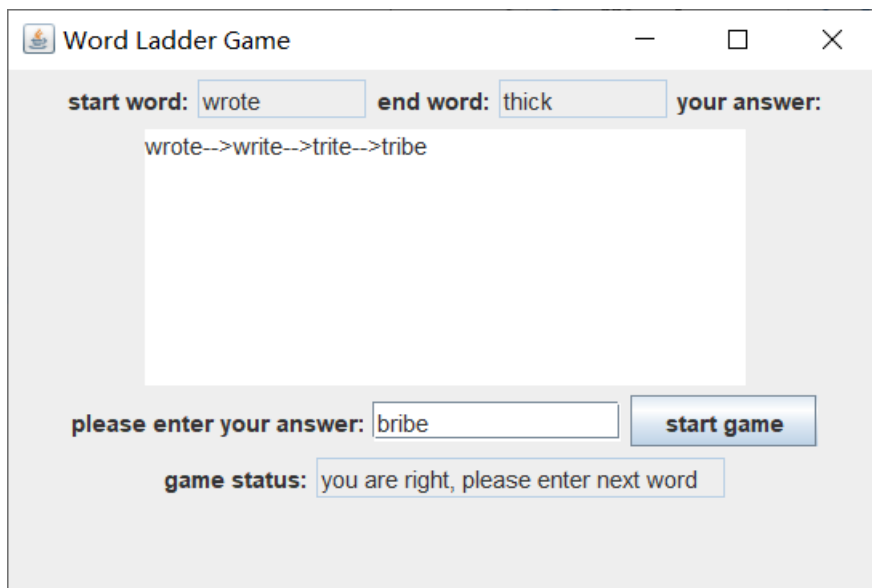 Word Ladder Game
start word: wrote end word: thick your answer:
wrote-->write-->trite-->tribe
please enter your answer: bribe start game
game status: you are right, please enter next word